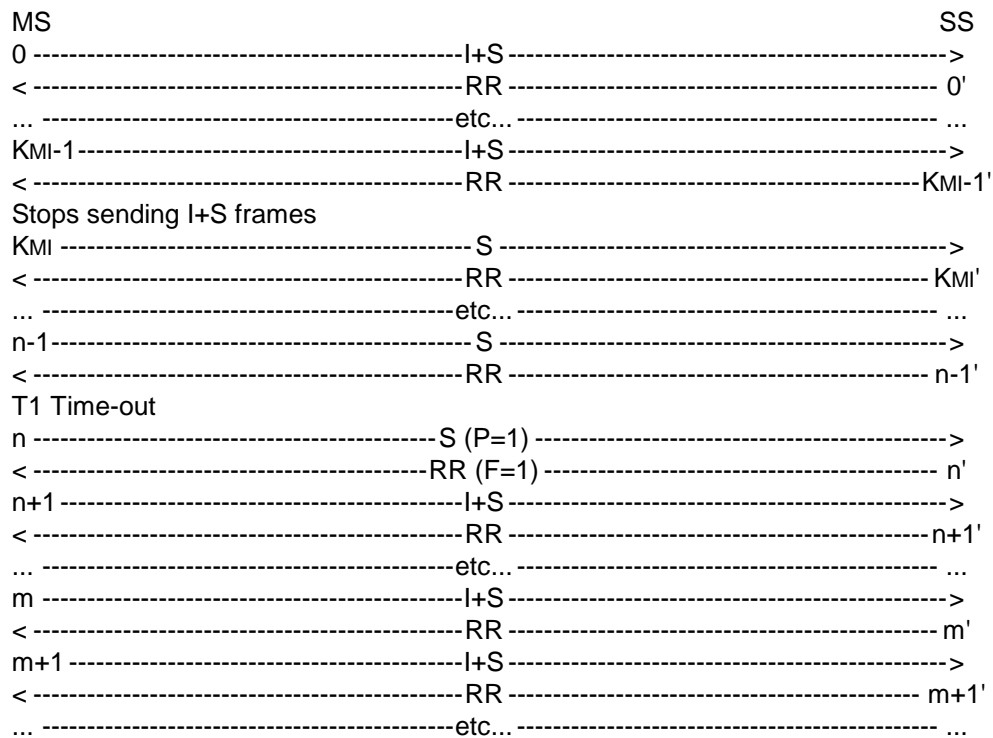 MS SS
0 -----------------------------------------------I+S------------------------------------------------>
< -----------------------------------------------RR ----------------------------------------------- 0'
... ----------------------------------------------etc...---------------------------------------------- ...
KMI-1------------------------------------------I+S------------------------------------------------>
< -----------------------------------------------RR ---------------------------------------------KMI-1'
Stops sending I+S frames
KMI --------------------------------------------- S ------------------------------------------------->
< -----------------------------------------------RR ---------------------------------------------- KMI'
... ----------------------------------------------etc...---------------------------------------------- ...
n-1---------------------------------------------- S ------------------------------------------------->
< -----------------------------------------------RR ---------------------------------------------- n-1'
T1 Time-out
n --------------------------------------------S (P=1) --------------------------------------------->
< -------------------------------------------RR (F=1) ------------------------------------------- n'
n+1--------------------------------------------I+S------------------------------------------------>
< -----------------------------------------------RR ----------------------------------------------n+1'
... ----------------------------------------------etc...---------------------------------------------- ...
m ----------------------------------------------I+S------------------------------------------------>
< -----------------------------------------------RR ----------------------------------------------- m'
m+1 -------------------------------------------I+S------------------------------------------------>
< -----------------------------------------------RR --------------------------------------------- m+1'
... ----------------------------------------------etc...---------------------------------------------- ...